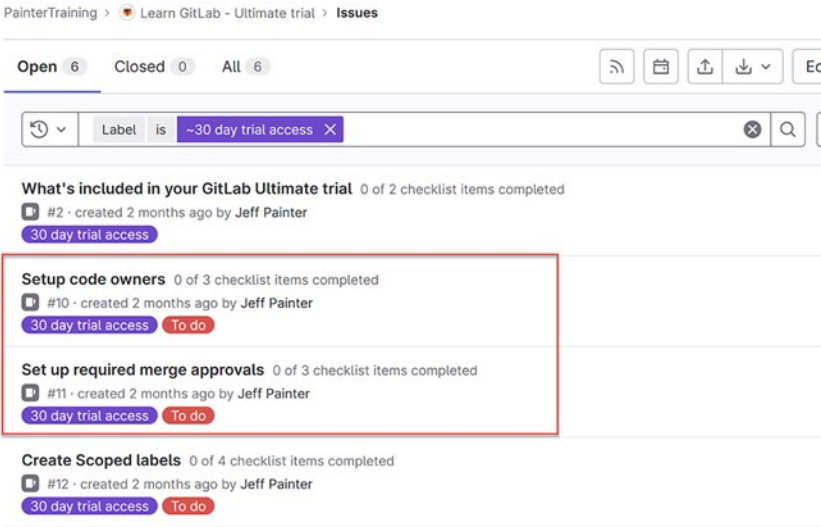 PainterTraining > Learn GitLab - Ultimate trial > Issues
Open 6 Closed 0 All 6
Label is ~30 day trial access
What's included in your GitLab Ultimate trial 0 of 2 checklist items completed
#2 · created 2 months ago by Jeff Painter
30 day trial access
Setup code owners 0 of 3 checklist items completed
#10 · created 2 months ago by Jeff Painter
30 day trial access To do
Set up required merge approvals 0 of 3 checklist items completed
#11 · created 2 months ago by Jeff Painter
30 day trial access To do
Create Scoped labels 0 of 4 checklist items completed
#12 · created 2 months ago by Jeff Painter
30 day trial access To do